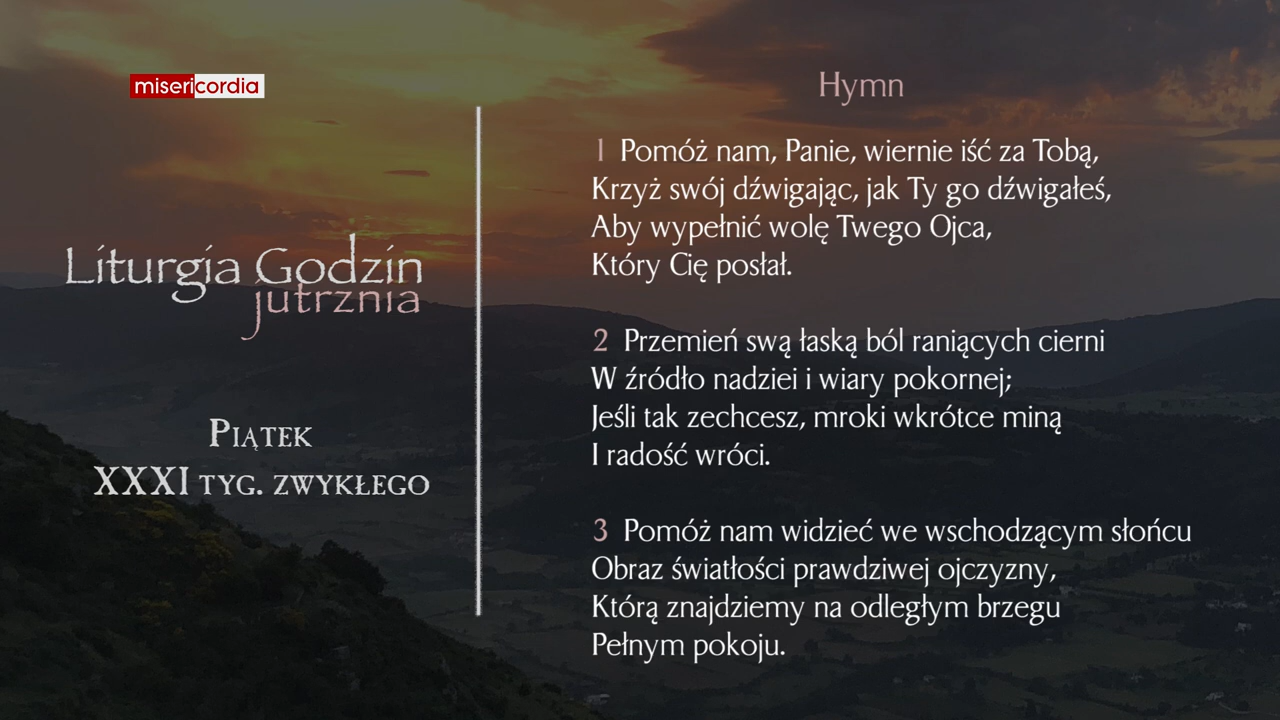 misericordia
Liturgia Godzin
jutrznia
Piątek
XXXI tyg. zwykłego
Hymn
1 Pomóż nam, Panie, wiernie iść za Tobą,
Krzyż swój dźwigając, jak Ty go dźwigałeś,
Aby wypełnić wolę Twego Ojca,
Który Cię posłał.
2 Przemień swą łaską ból raniących cierni
W źródło nadziei i wiary pokornej;
Jeśli tak zechcesz, mroki wkrótce miną
I radość wróci.
3 Pomóż nam widzieć we wschodzącym słońcu
Obraz światłości prawdziwej ojczyzny,
Którą znajdziemy na odległym brzegu
Pełnym pokoju.